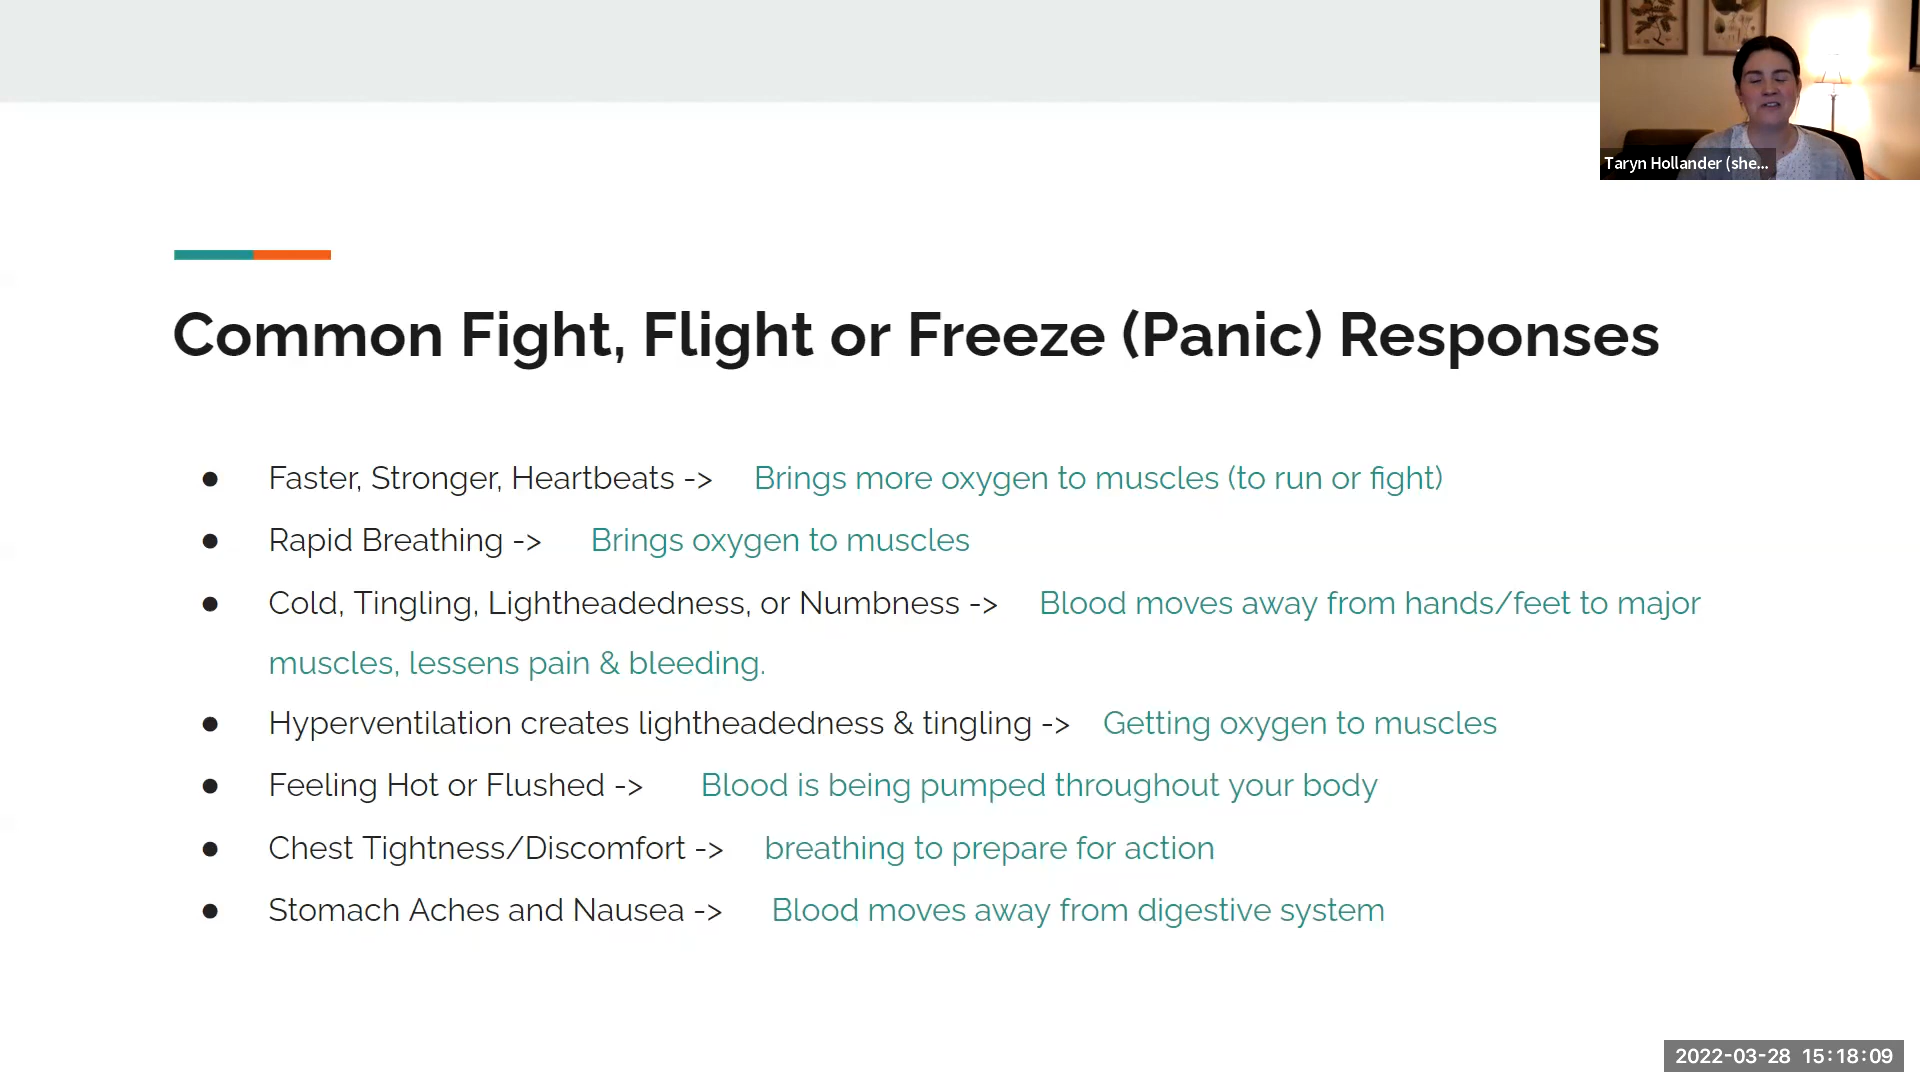 Taryn Hollander (she...
Common Fight, Flight or Freeze (Panic) Responses
● Faster, Stronger, Heartbeats -> Brings more oxygen to muscles (to run or fight)
● Rapid Breathing -> Brings oxygen to muscles
● Cold, Tingling, Lightheadedness, or Numbness -> Blood moves away from hands/feet to major
muscles, lessens pain & bleeding.
● Hyperventilation creates lightheadedness & tingling -> Getting oxygen to muscles
● Feeling Hot or Flushed -> Blood is being pumped throughout your body
● Chest Tightness/Discomfort -> breathing to prepare for action
● Stomach Aches and Nausea -> Blood moves away from digestive system
2022-03-28 15:18:09